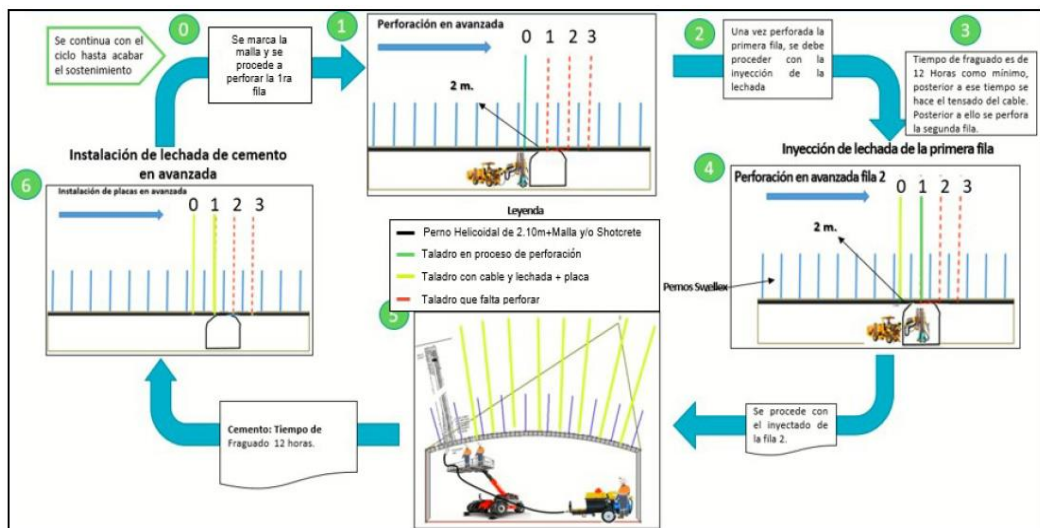 Se continua con el
ciclo hasta acabar
el sostenimiento
0
Se marca la
malla y se
procede a
perforar la 1ra
fila
1
Perforación en avanzada
0 1 2 3
2 m.
2
Una vez perforada la
primera fila, se debe
proceder con la
inyección de la
lechada
3
Tiempo de fraguado es de
12 Horas como mínimo,
posterior a ese tiempo se
hace el tensado del cable.
Posterior a ello se perfora
la segunda fila.
Inyección de lechada de la primera fila
4
Perforación en avanzada fila 2
0 1 2 3
2 m.
Pernos Swellex
Se procede con
el inyectado de
la fila 2.
Leyenda
Perno Helicoidal de 2.10m+Malla y/o Shotcrete
Taladro en proceso de perforación
Taladro con cable y lechada + placa
Taladro que falta perforar
5
Cemento: Tiempo de
Fraguado 12 horas.
Instalación de lechada de cemento
en avanzada
6
Instalación de placas en avanzada
0 1 2 3